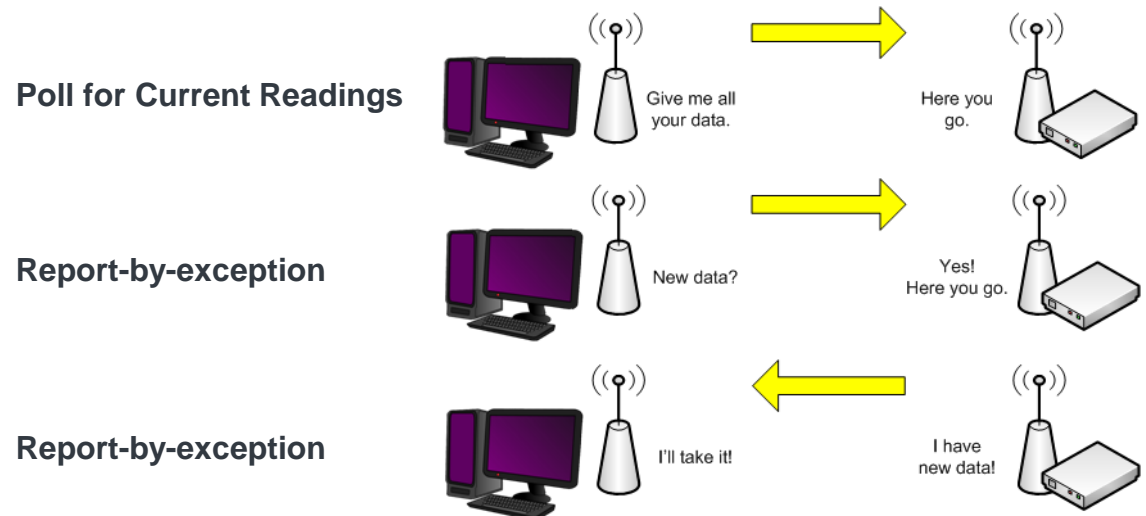 Poll for Current Readings
Give me all
your data.
Here you
go.
Report-by-exception
New data?
Yes!
Here you go.
Report-by-exception
I'll take it!
I have
new data!